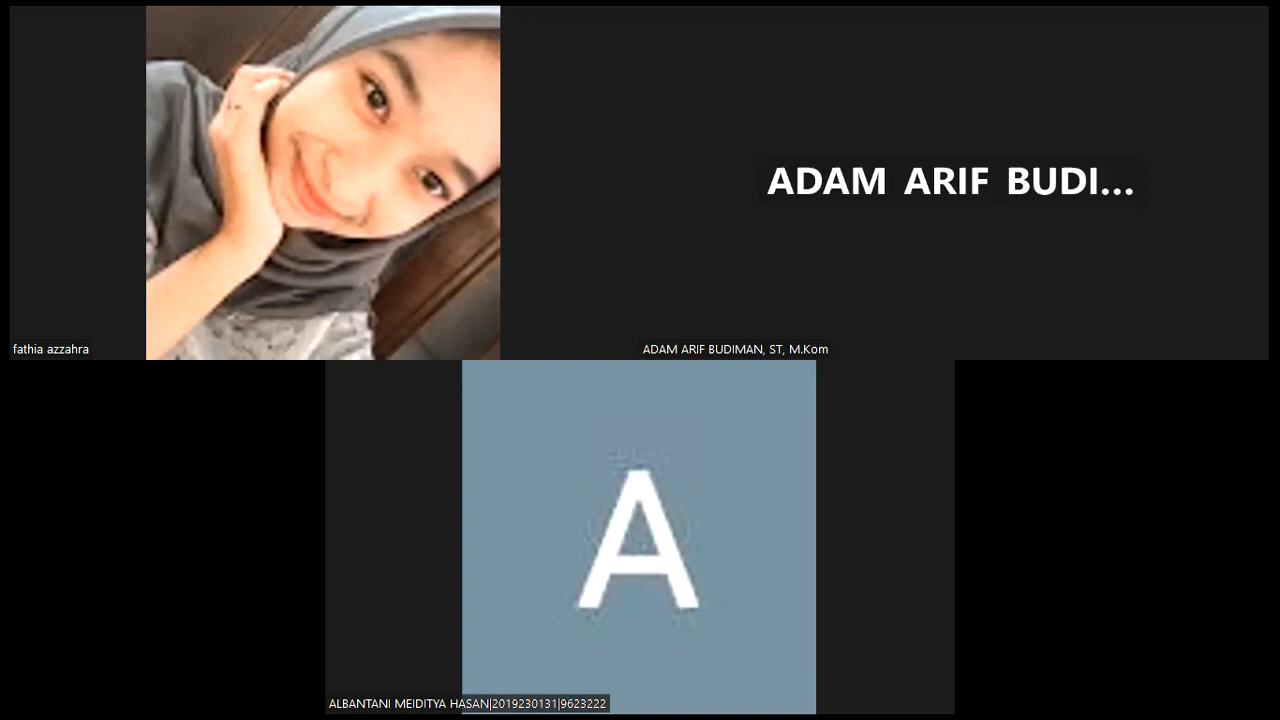 ADAM ARIF BUDI...
fathia azzahra
ADAM ARIF BUDIMAN, ST, M.Kom
A
ALBANTANI MEIDITYA HASAN|2019230131|9623222